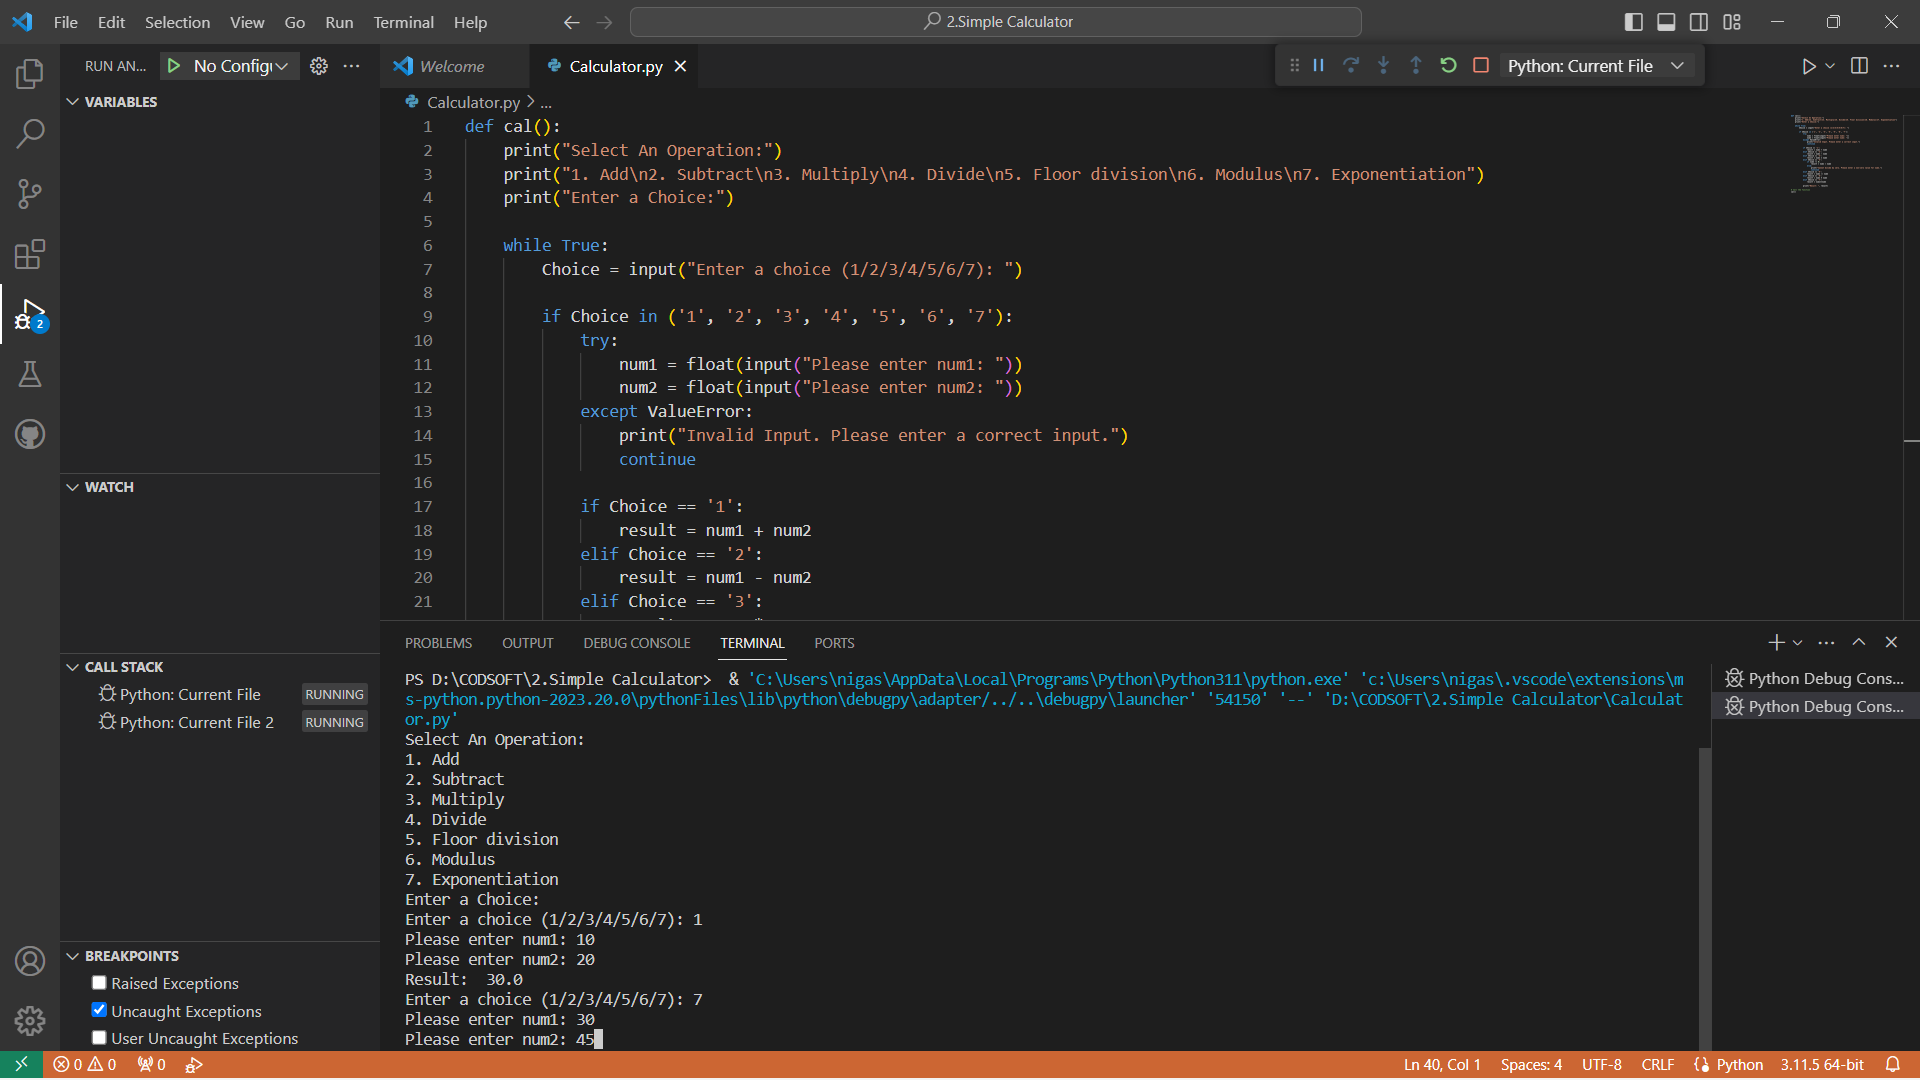 File Edit Selection View Go Run Terminal Help
2.Simple Calculator
RUN AN... No Config
Welcome
Calculator.py
Python: Current File
VARIABLES
WATCH
CALL STACK
Python: Current File RUNNING
Python: Current File 2 RUNNING
BREAKPOINTS
Raised Exceptions
Uncaught Exceptions
User Uncaught Exceptions
2
Calculator.py > ...
1 def cal():
2 print("Select An Operation:")
3 print("1. Add\n2. Subtract\n3. Multiply\n4. Divide\n5. Floor division\n6. Modulus\n7. Exponentiation")
4 print("Enter a Choice:")
5
6 while True:
7 Choice = input("Enter a choice (1/2/3/4/5/6/7): ")
8
9 if Choice in ('1', '2', '3', '4', '5', '6', '7'):
10 try:
11 num1 = float(input("Please enter num1: "))
12 num2 = float(input("Please enter num2: "))
13 except ValueError:
14 print("Invalid Input. Please enter a correct input.")
15 continue
16
17 if Choice == '1':
18 result = num1 + num2
19 elif Choice == '2':
20 result = num1 - num2
21 elif Choice == '3':
PROBLEMS OUTPUT DEBUG CONSOLE TERMINAL PORTS
PS D:\CODSOFT\2.Simple Calculator> & 'C:\Users\nigas\AppData\Local\Programs\Python\Python311\python.exe' 'c:\Users\nigas\.vscode\extensions\m
s-python.python-2023.20.0\pythonFiles\lib\python\debugpy\adapter/../..\debugpy\launcher' '54150' '--' 'D:\CODSOFT\2.Simple Calculator\Calculat
or.py'
Select An Operation:
1. Add
2. Subtract
3. Multiply
4. Divide
5. Floor division
6. Modulus
7. Exponentiation
Enter a Choice:
Enter a choice (1/2/3/4/5/6/7): 1
Please enter num1: 10
Please enter num2: 20
Result:  30.0
Enter a choice (1/2/3/4/5/6/7): 7
Please enter num1: 30
Please enter num2: 45
Python Debug Cons...
Python Debug Cons...
0 0 0
Ln 40, Col 1 Spaces: 4 UTF-8 CRLF Python 3.11.5 64-bit